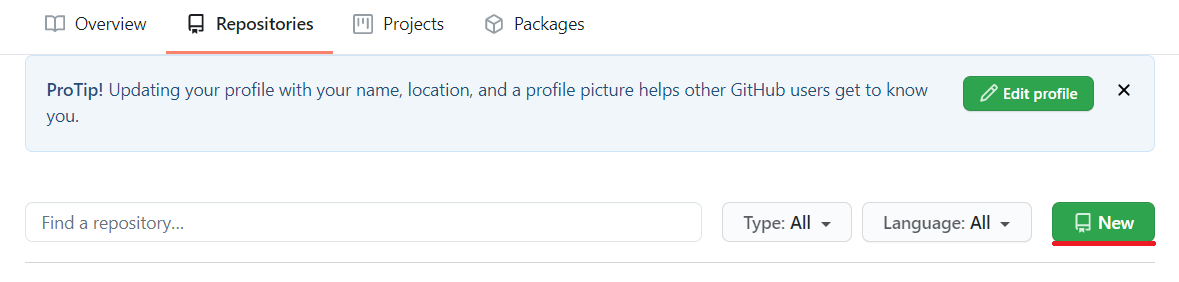 Overview Repositories Projects Packages
ProTip! Updating your profile with your name, location, and a profile picture helps other GitHub users get to know
you.
Edit profile
Find a repository...
Type: All
Language: All
New